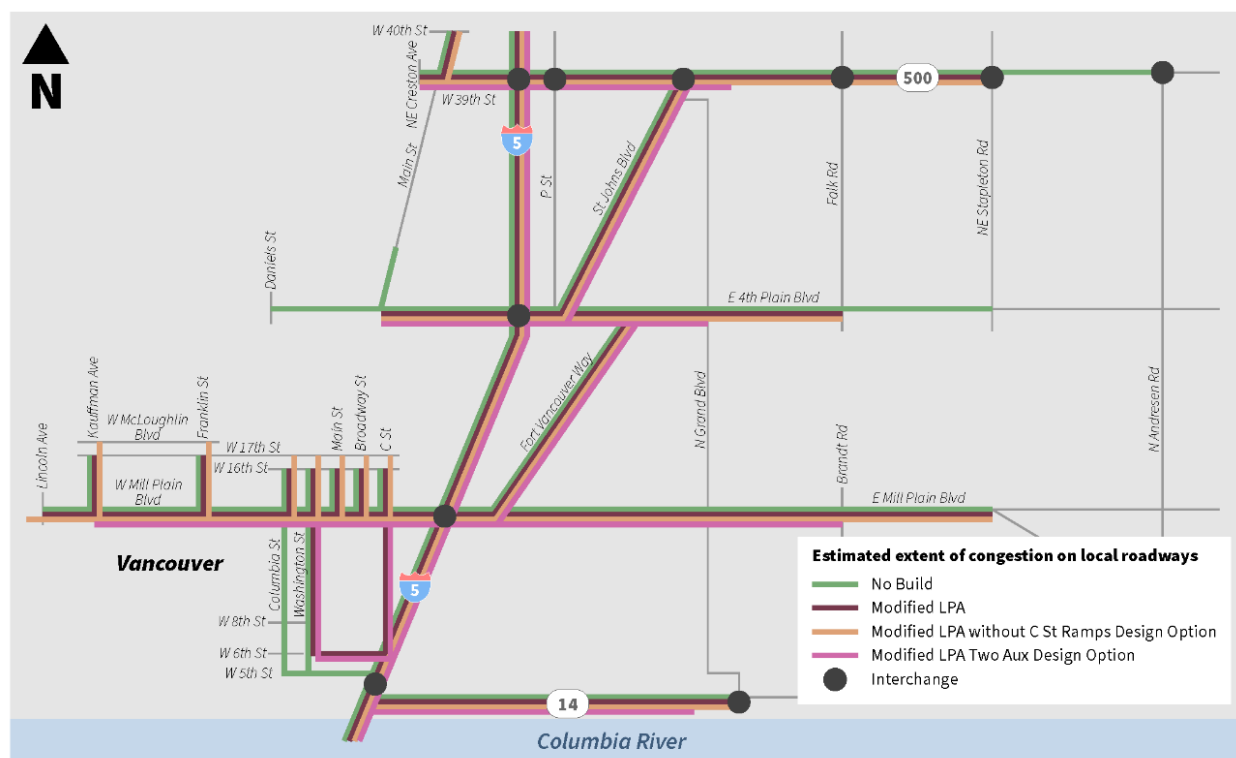 N
W 40th St
NE Creston Ave
W 39th St
500
5
Main St
P St
St Johns Blvd
Falk Rd
NE Stapleton Rd
Daniels St
E 4th Plain Blvd
Kauffman Ave
Franklin St
Main St
Broadway St
C St
Fort Vancouver Way
N Grand Blvd
N Andresen Rd
Lincoln Ave
W McLoughlin
Blvd
W 17th St
W 16th St
W Mill Plain
Blvd
Brandt Rd
E Mill Plain Blvd
Vancouver
Columbia St
Washington St
5
W 8th St
W 6th St
W 5th St
14
Columbia River
Estimated extent of congestion on local roadways
No Build
Modified LPA
Modified LPA without C St Ramps Design Option
Modified LPA Two Aux Design Option
Interchange